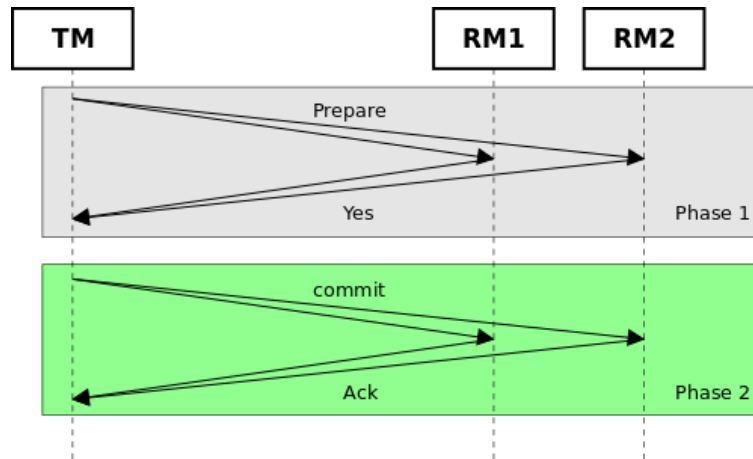 TM
RM1
RM2
Prepare
Yes
Phase 1
commit
Ack
Phase 2